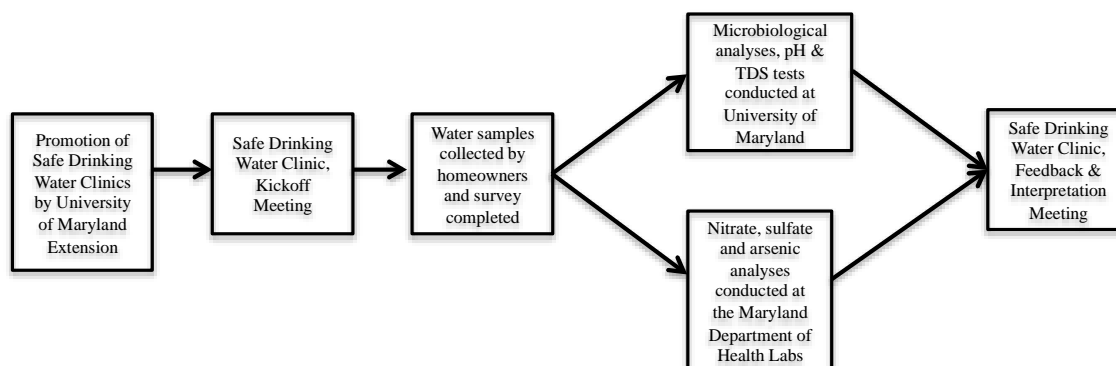 Promotion of
Safe Drinking
Water Clinics
by University
of Maryland
Extension
Safe Drinking
Water Clinic,
Kickoff
Meeting
Water samples
collected by
homeowners
and survey
completed
Microbiological
analyses, pH &
TDS tests
conducted at
University of
Maryland
Nitrate, sulfate
and arsenic
analyses
conducted at
the Maryland
Department of
Health Labs
Safe Drinking
Water Clinic,
Feedback &
Interpretation
Meeting